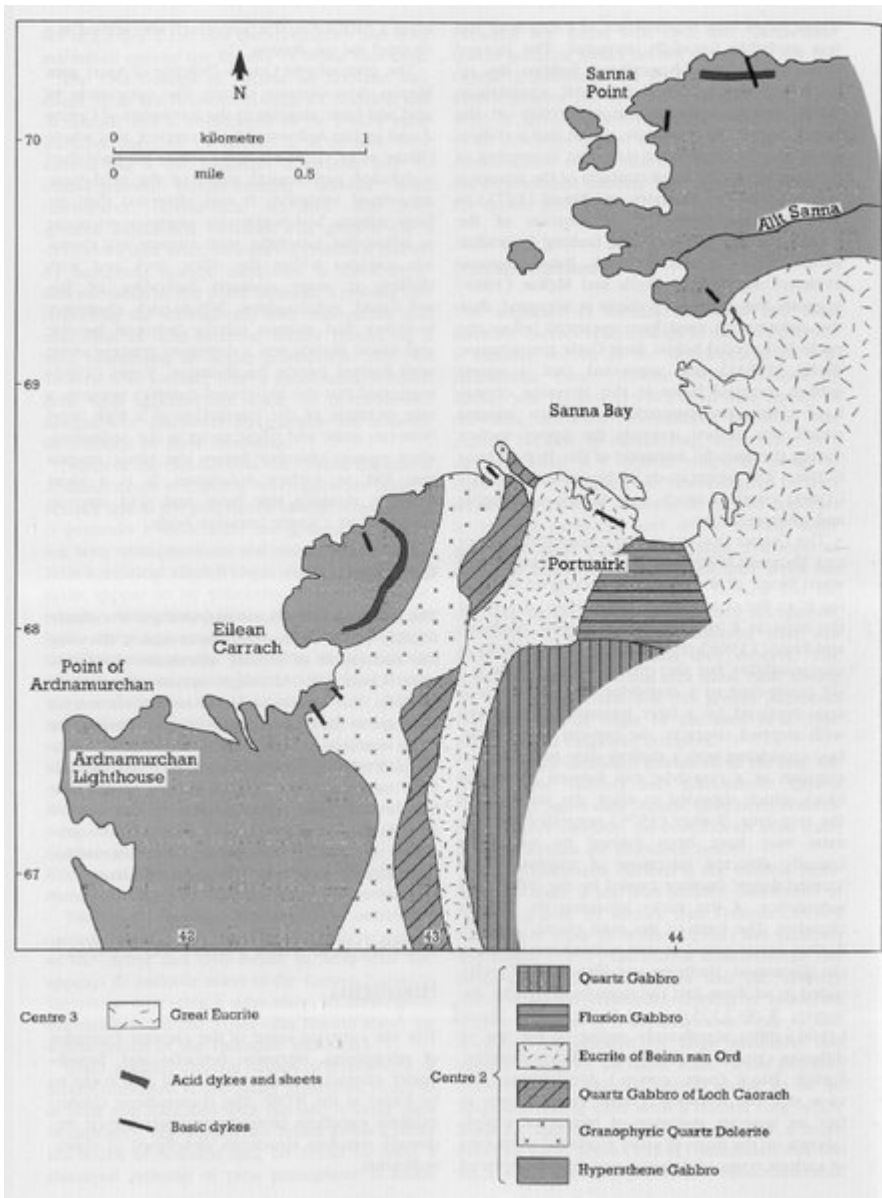 N
0 kilometre 1
0 mile 0.5
Sanna
Point
70
Allt Sanna
69
Sanna Bay
Portuairk
68
Eilean
Carrach
Point of
Ardnamurchan
Ardnamurchan
Lighthouse
67
42 43 44
Centre 3
Great Eucrite
Acid dykes and sheets
Basic dykes
Centre 2
Quartz Gabbro
Fluxion Gabbro
Eucrite of Beinn nan Ord
Quartz Gabbro of Loch Caorach
Granophyric Quartz Dolerite
Hypersthene Gabbro